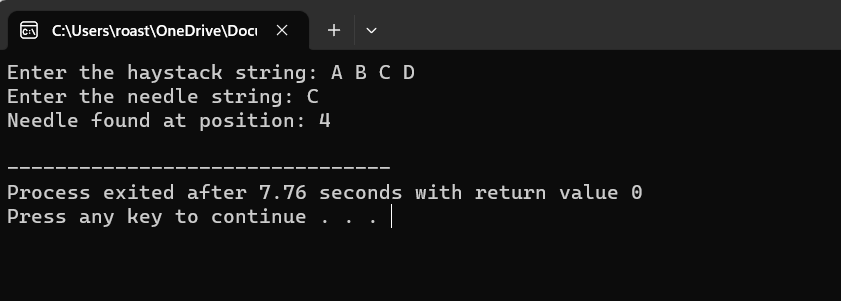 C:\Users\roast\OneDrive\Docu
Enter the haystack string: A B C D
Enter the needle string: C
Needle found at position: 4
--------------------------------
Process exited after 7.76 seconds with return value 0
Press any key to continue . . .